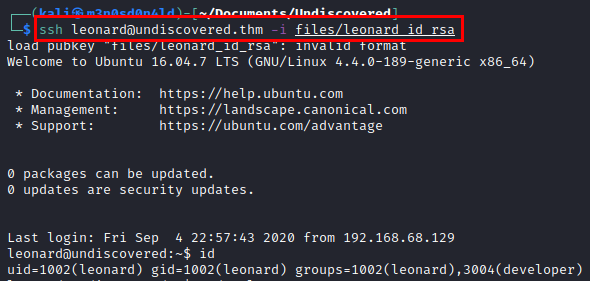 ┌──(kali㉿m3n0sd0n4ld)-[~/Documents/Undiscovered]
└─$ ssh leonard@undiscovered.thm -i files/leonard_id_rsa
load pubkey "files/leonard_id_rsa": invalid format
Welcome to Ubuntu 16.04.7 LTS (GNU/Linux 4.4.0-189-generic x86_64)
* Documentation:  https://help.ubuntu.com
* Management:     https://landscape.canonical.com
* Support:        https://ubuntu.com/advantage
0 packages can be updated.
0 updates are security updates.
Last login: Fri Sep  4 22:57:43 2020 from 192.168.68.129
leonard@undiscovered:~$ id
uid=1002(leonard) gid=1002(leonard) groups=1002(leonard),3004(developer)